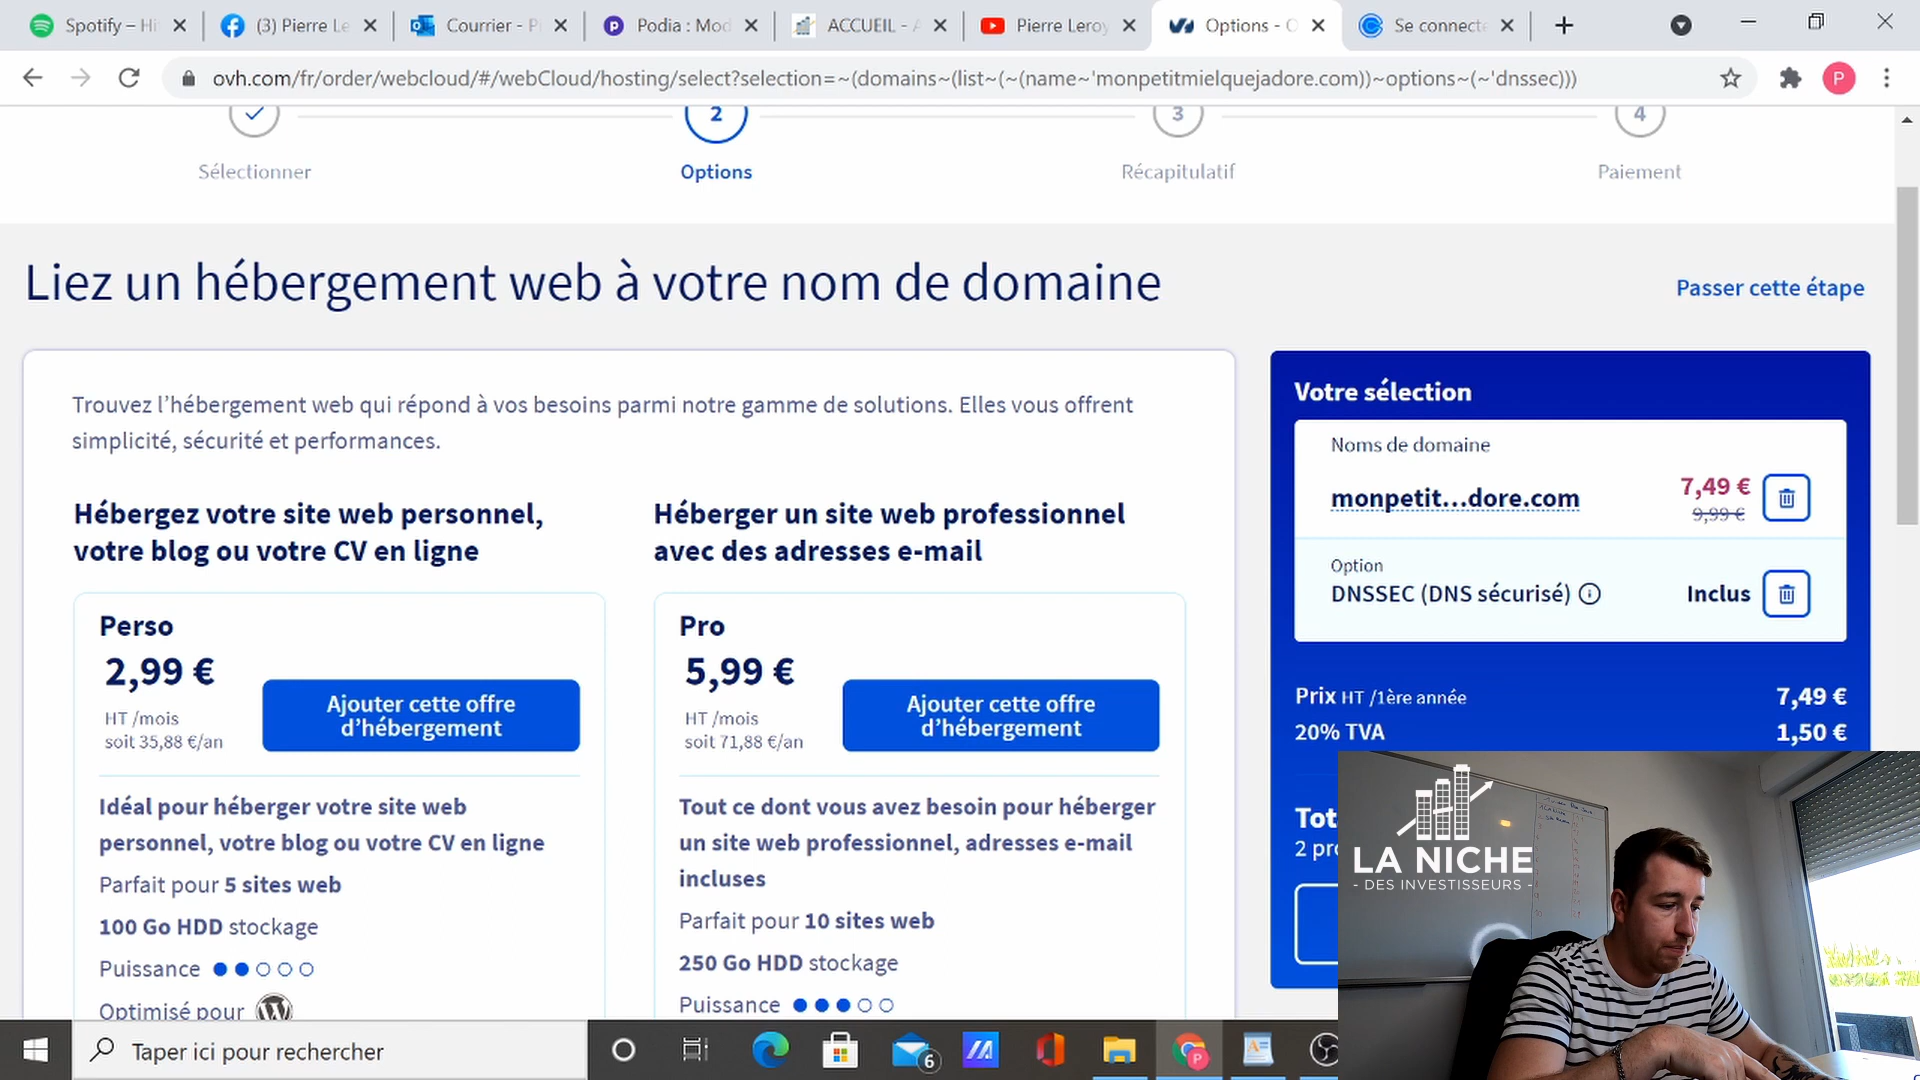 Spotify – Hi
(3) Pierre Le
Courrier - P
Podia : Mod
ACCUEIL - A
Pierre Leroy
Options - O
Se connecte
ovh.com/fr/order/webcloud/#/webCloud/hosting/select?selection=~(domains~(list~(~(name~'monpetitmielquejadore.com))~options~(~'dnssec)))
P
2
3
4
Sélectionner
Options
Récapitulatif
Paiement
Liez un hébergement web à votre nom de domaine
Passer cette étape
Trouvez l'hébergement web qui répond à vos besoins parmi notre gamme de solutions. Elles vous offrent
simplicité, sécurité et performances.
Hébergez votre site web personnel,
votre blog ou votre CV en ligne
Perso
2,99 €
HT /mois
soit 35,88 €/an
Ajouter cette offre
d'hébergement
Idéal pour héberger votre site web
personnel, votre blog ou votre CV en ligne
Parfait pour 5 sites web
100 Go HDD stockage
Puissance
Optimisé pour
Héberger un site web professionnel
avec des adresses e-mail
Pro
5,99 €
HT /mois
soit 71,88 €/an
Ajouter cette offre
d'hébergement
Tout ce dont vous avez besoin pour héberger
un site web professionnel, adresses e-mail
incluses
Parfait pour 10 sites web
250 Go HDD stockage
Puissance
Votre sélection
Noms de domaine
monpetit...dore.com
7,49 €
9,99 €
Option
DNSSEC (DNS sécurisé)
Inclus
Prix HT /1ère année
7,49 €
20% TVA
1,50 €
Tot
2 pro
LA NICHE
- DES INVESTISSEURS -
Taper ici pour rechercher
6
P